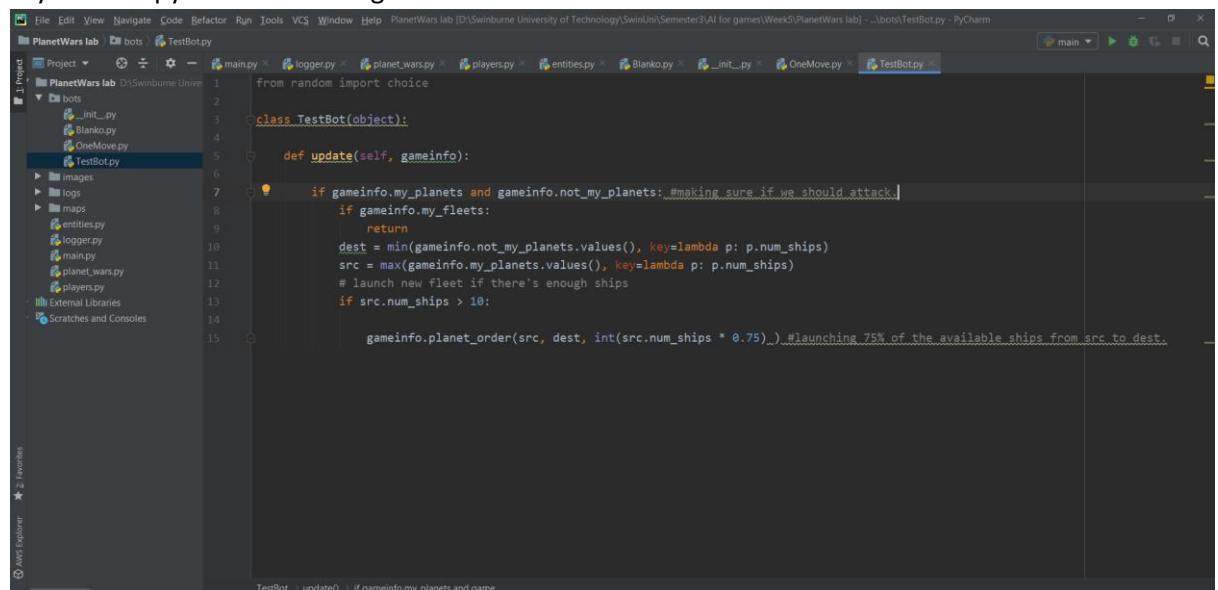 File Edit View Navigate Code Refactor Run Tools VCS Window Help PlanetWars lab [D:\Swinburne University of Technology\SwinUni\Semester3\AI for games\Week5\PlanetWars lab] - ...\bots\TestBot.py - PyCharm
PlanetWars lab bots TestBot.py main
Project main.py logger.py planet_wars.py players.py entities.py Blanko.py __init__.py OneMove.py TestBot.py
1: Project
PlanetWars lab D:\Swinburne Unive
bots
__init__.py
Blanko.py
OneMove.py
TestBot.py
images
logs
maps
entities.py
logger.py
main.py
planet_wars.py
players.py
External Libraries
Scratches and Consoles
2: Favorites
AWS Explorer
1 from random import choice
2
3 class TestBot(object):
4
5 def update(self, gameinfo):
6
7 if gameinfo.my_planets and gameinfo.not_my_planets: #making sure if we should attack.
8 if gameinfo.my_fleets:
9 return
10 dest = min(gameinfo.not_my_planets.values(), key=lambda p: p.num_ships)
11 src = max(gameinfo.my_planets.values(), key=lambda p: p.num_ships)
12 # launch new fleet if there's enough ships
13 if src.num_ships > 10:
14
15 gameinfo.planet_order(src, dest, int(src.num_ships * 0.75) ) #launching 75% of the available ships from src to dest.
TestBot update() if gameinfo.my_planets and game